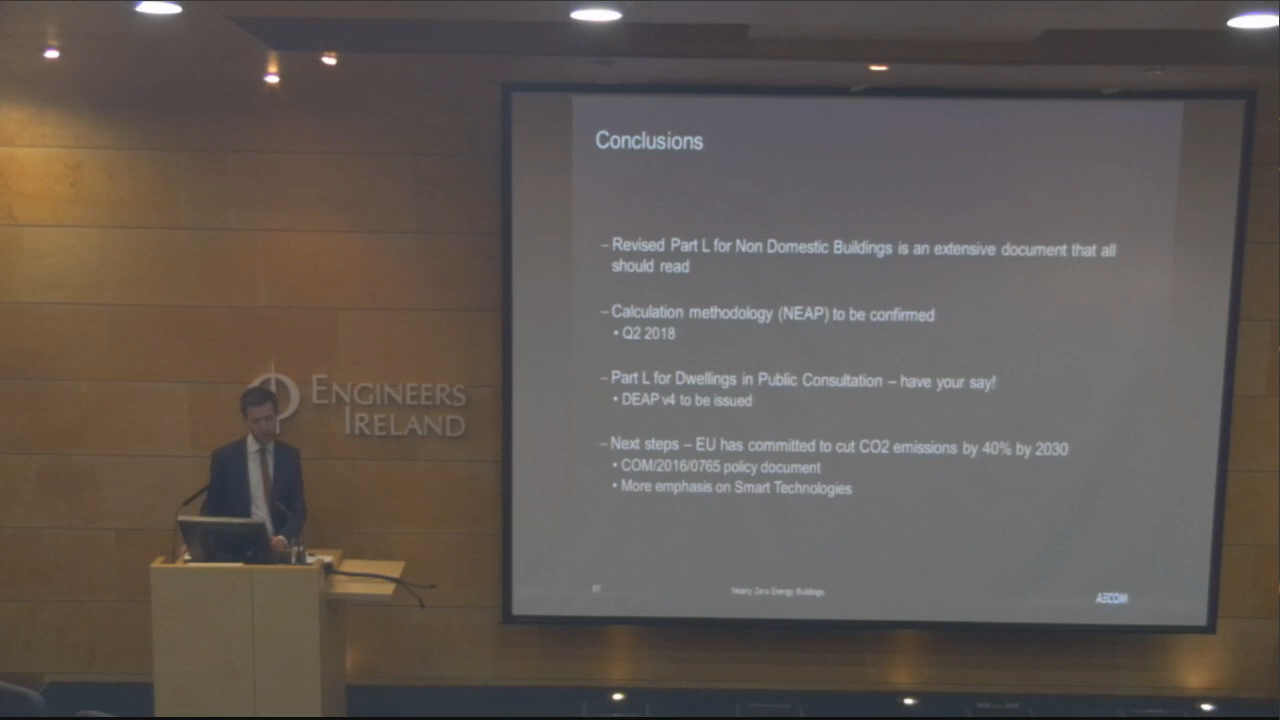 Conclusions
– Revised Part L for Non Domestic Buildings is an extensive document that all
should read
– Calculation methodology (NEAP) to be confirmed
• Q2 2018
– Part L for Dwellings in Public Consultation – have your say!
• DEAP v4 to be issued
– Next steps – EU has committed to cut CO2 emissions by 40% by 2030
• COM/2016/0765 policy document
• More emphasis on Smart Technologies
Nearly Zero Energy Buildings
AECOM
ENGINEERS
IRELAND